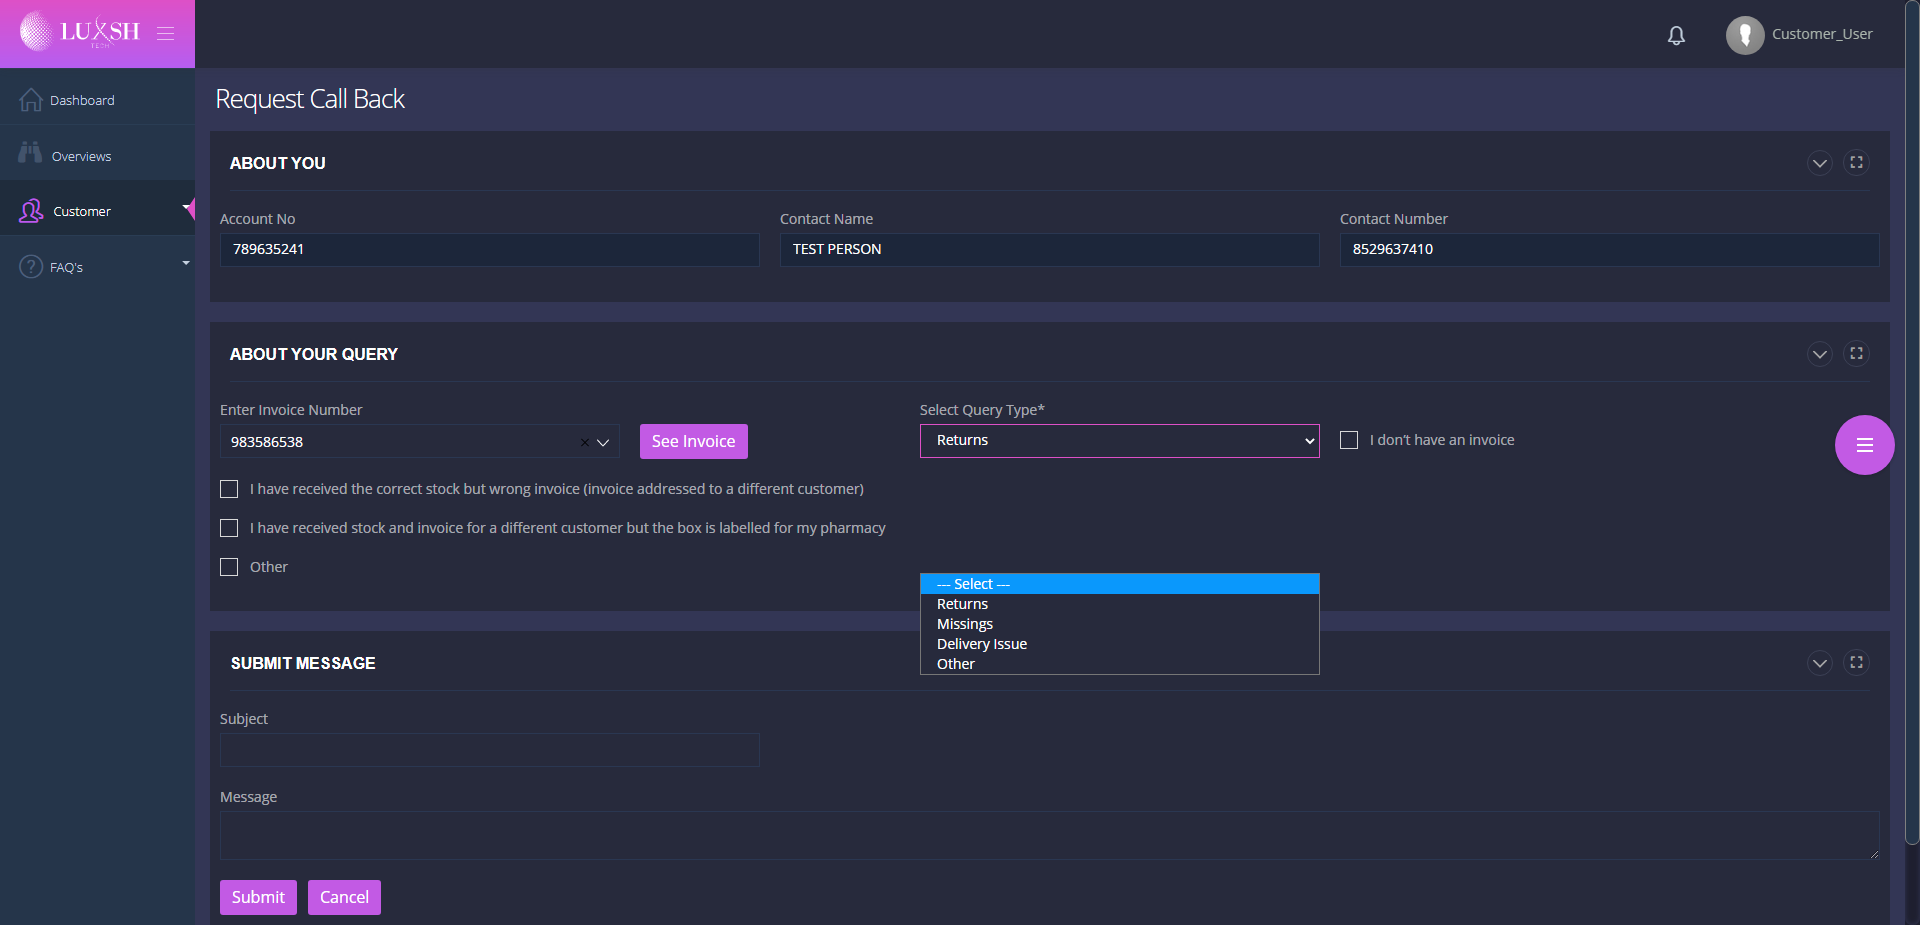 LUXSH
TECH
Customer_User
Dashboard
Overviews
Customer
FAQ's
Request Call Back
ABOUT YOU
Account No Contact Name Contact Number
789635241 TEST PERSON 8529637410
ABOUT YOUR QUERY
Enter Invoice Number Select Query Type*
983586538 See Invoice Returns I don't have an invoice
I have received the correct stock but wrong invoice (invoice addressed to a different customer)
I have received stock and invoice for a different customer but the box is labelled for my pharmacy
Other
--- Select ---
Returns
Missings
Delivery Issue
Other
SUBMIT MESSAGE
Subject
Message
Submit Cancel